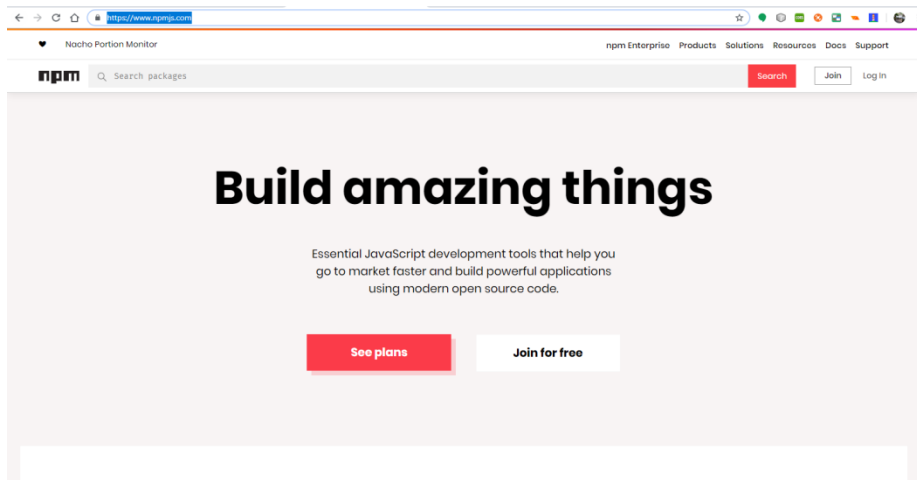 https://www.npmjs.com
Nacho Portion Monitor
npm Enterprise Products Solutions Resources Docs Support
npm Search packages Search Join Log In
Build amazing things
Essential JavaScript development tools that help you
go to market faster and build powerful applications
using modern open source code.
See plans Join for free